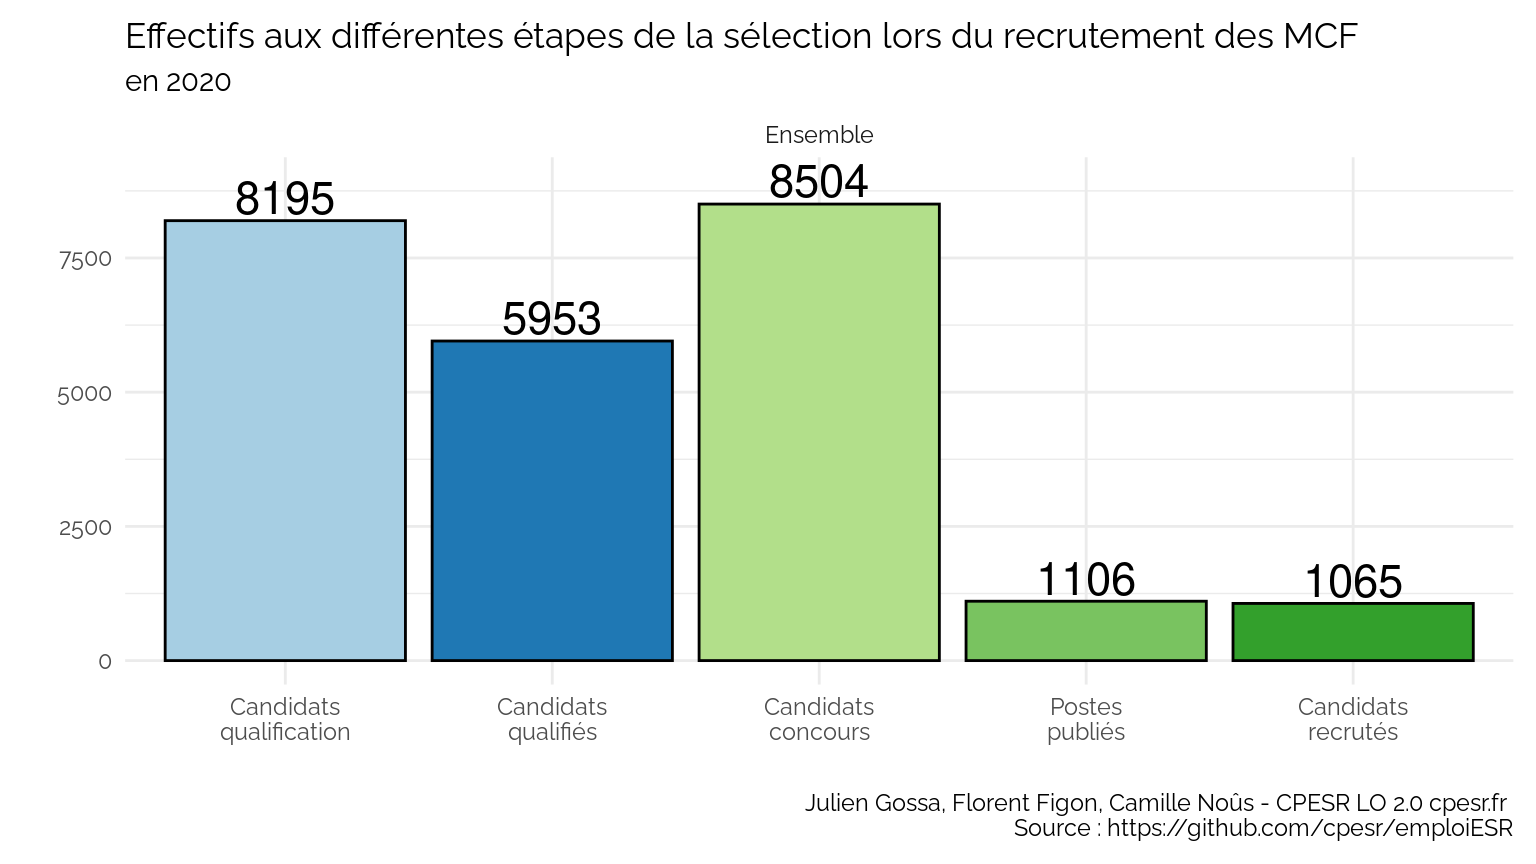 Effectifs aux différentes étapes de la sélection lors du recrutement des MCF
en 2020
Ensemble
8195
5953
8504
1106
1065
7500
5000
2500
0
Candidats
qualification
Candidats
qualifiés
Candidats
concours
Postes
publiés
Candidats
recrutés
Julien Gossa, Florent Figon, Camille Noûs - CPESR LO 2.0 cpesr.fr
Source : https://github.com/cpesr/emploiESR